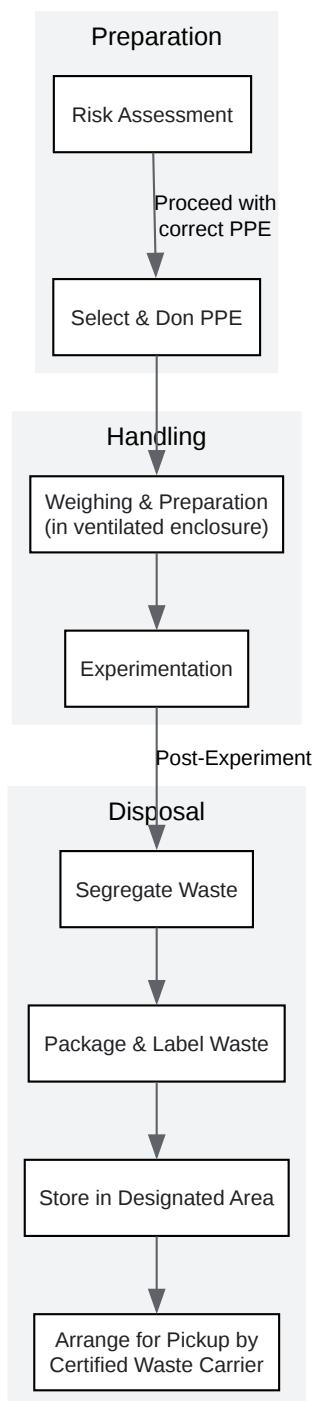 Preparation
Risk Assessment
Proceed with
correct PPE
Select & Don PPE
Handling
Weighing & Preparation
(in ventilated enclosure)
Experimentation
Post-Experiment
Disposal
Segregate Waste
Package & Label Waste
Store in Designated Area
Arrange for Pickup by
Certified Waste Carrier